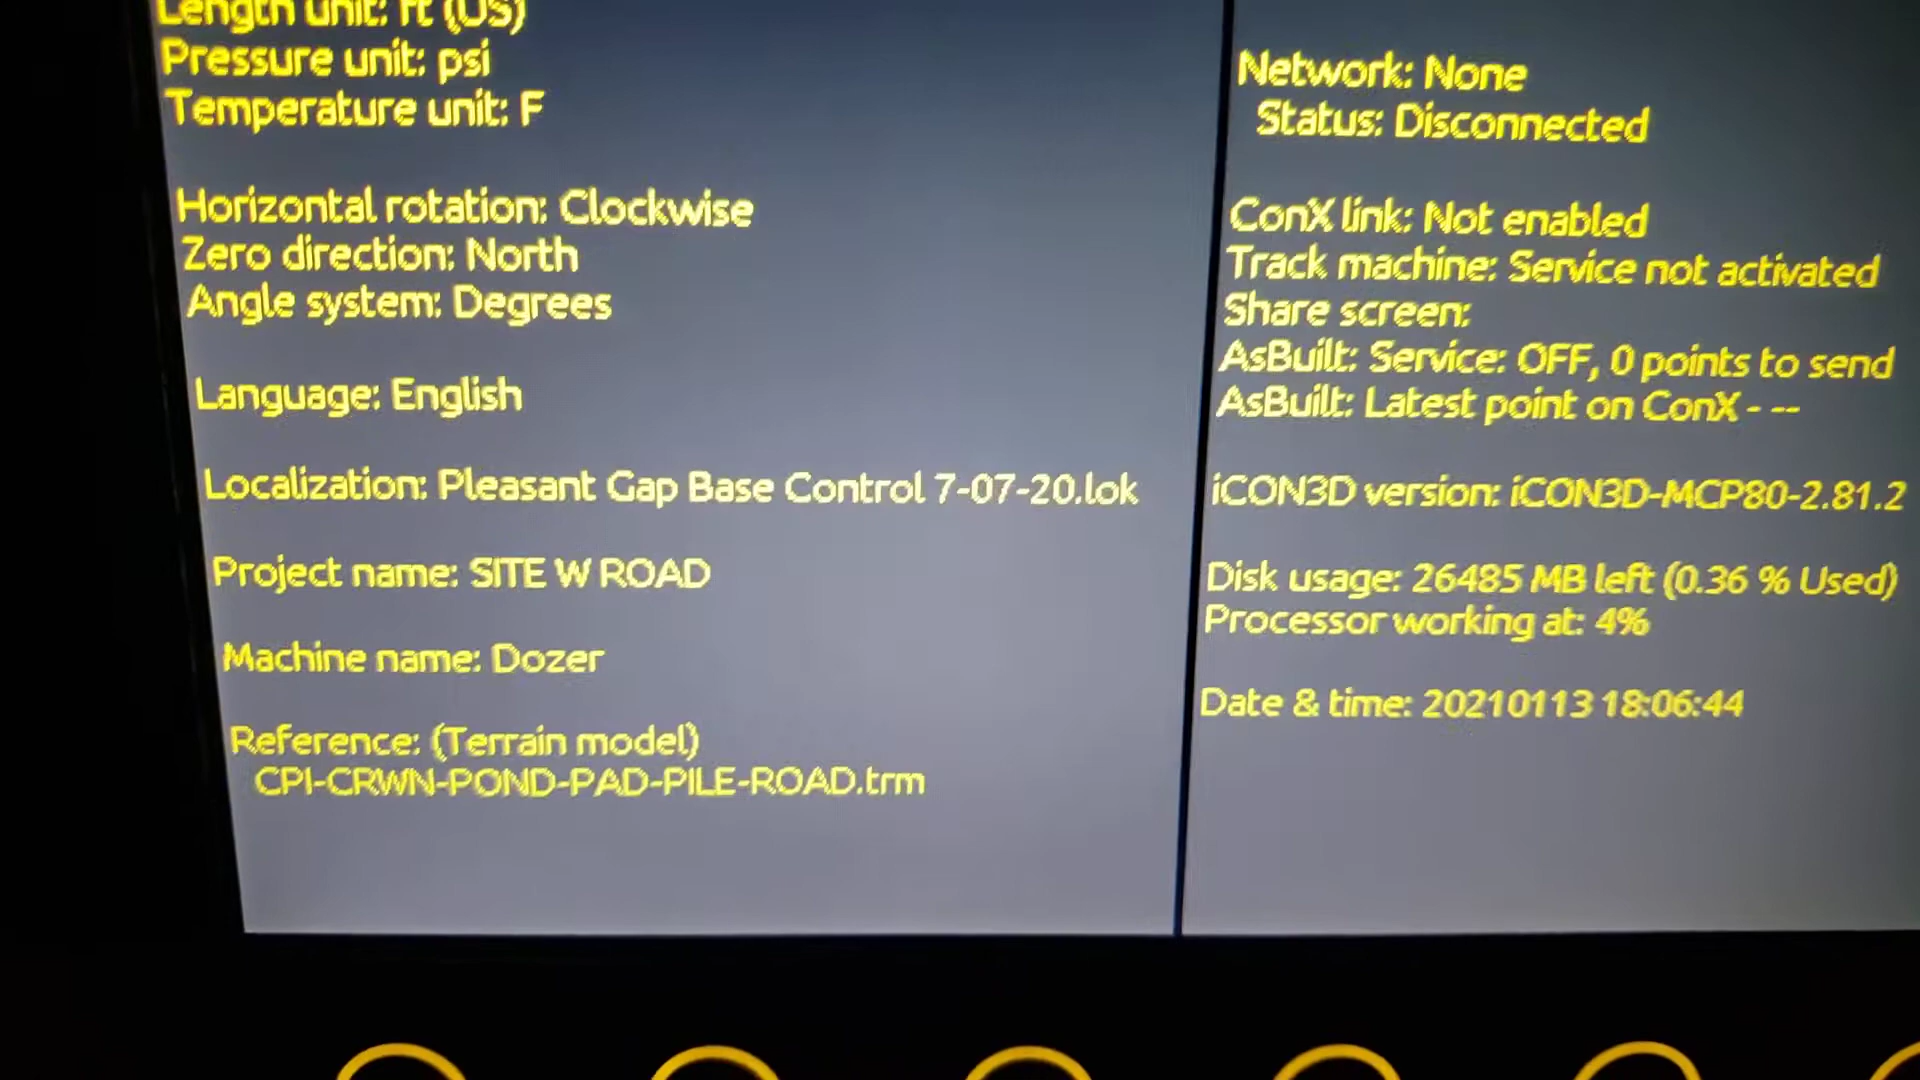 Length unit: ft (US)
Pressure unit: psi
Temperature unit: F
Horizontal rotation: Clockwise
Zero direction: North
Angle system: Degrees
Language: English
Localization: Pleasant Gap Base Control 7-07-20.lok
Project name: SITE W ROAD
Machine name: Dozer
Reference: (Terrain model)
CPI-CRWN-POND-PAD-PILE-ROAD.trm
Network: None
Status: Disconnected
ConX link: Not enabled
Track machine: Service not activated
Share screen:
AsBuilt: Service: OFF, 0 points to send
AsBuilt: Latest point on ConX - --
iCON3D version: iCON3D-MCP80-2.81.2
Disk usage: 26485 MB left (0.36 % Used)
Processor working at: 4%
Date & time: 20210113 18:06:44